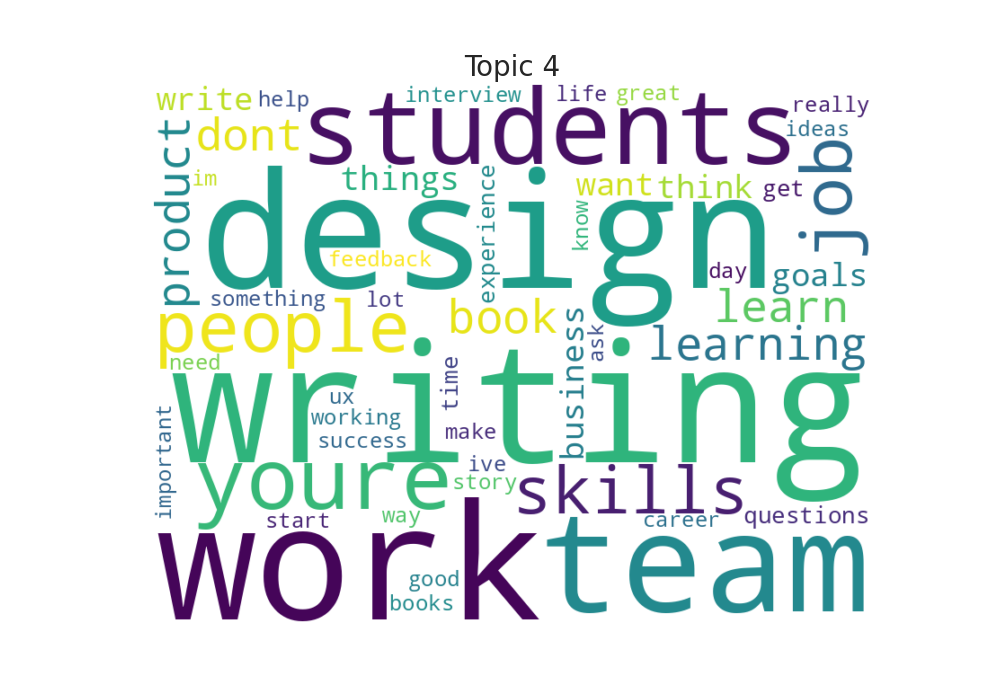 Topic 4
write help interview life great really
students
dont
ideas
product
job
im
things
experience
want think get
design
know
feedback
day
goals
something lot
learn
people
book
business
ask
learning
need
writing
time
ux
working
success
make
important
youre
ive
story
skills
start
way
career
questions
work
team
good
books